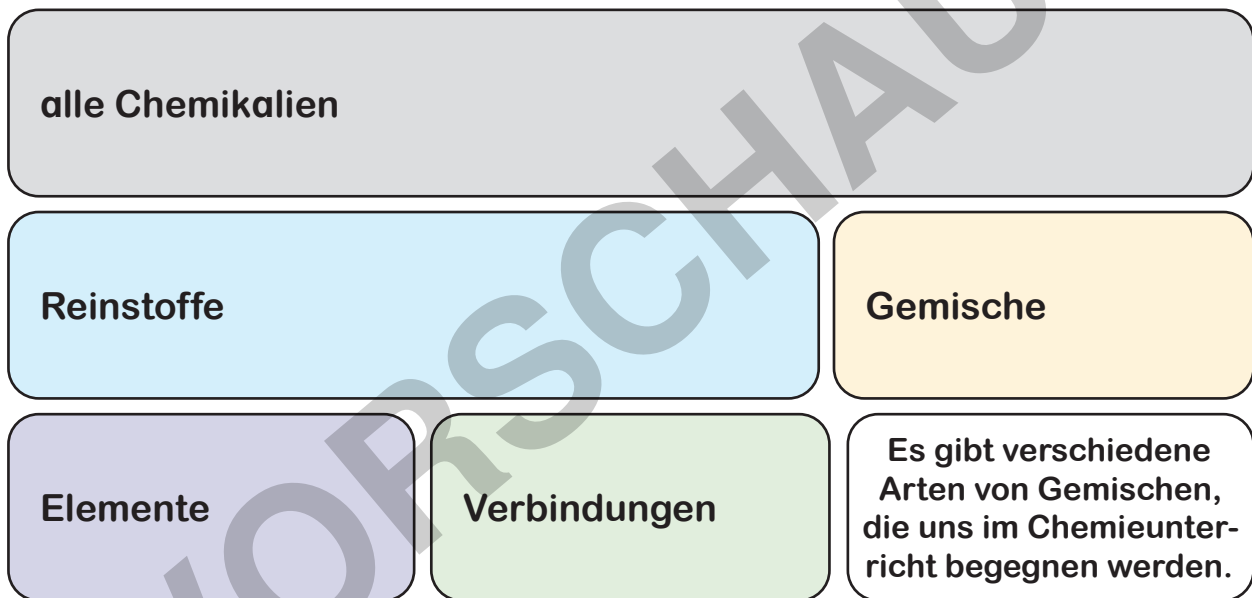 alle Chemikalien
Reinstoffe
Gemische
Elemente
Verbindungen
Es gibt verschiedene
Arten von Gemischen,
die uns im Chemieunter-
richt begegnen werden.
VORSCHAU